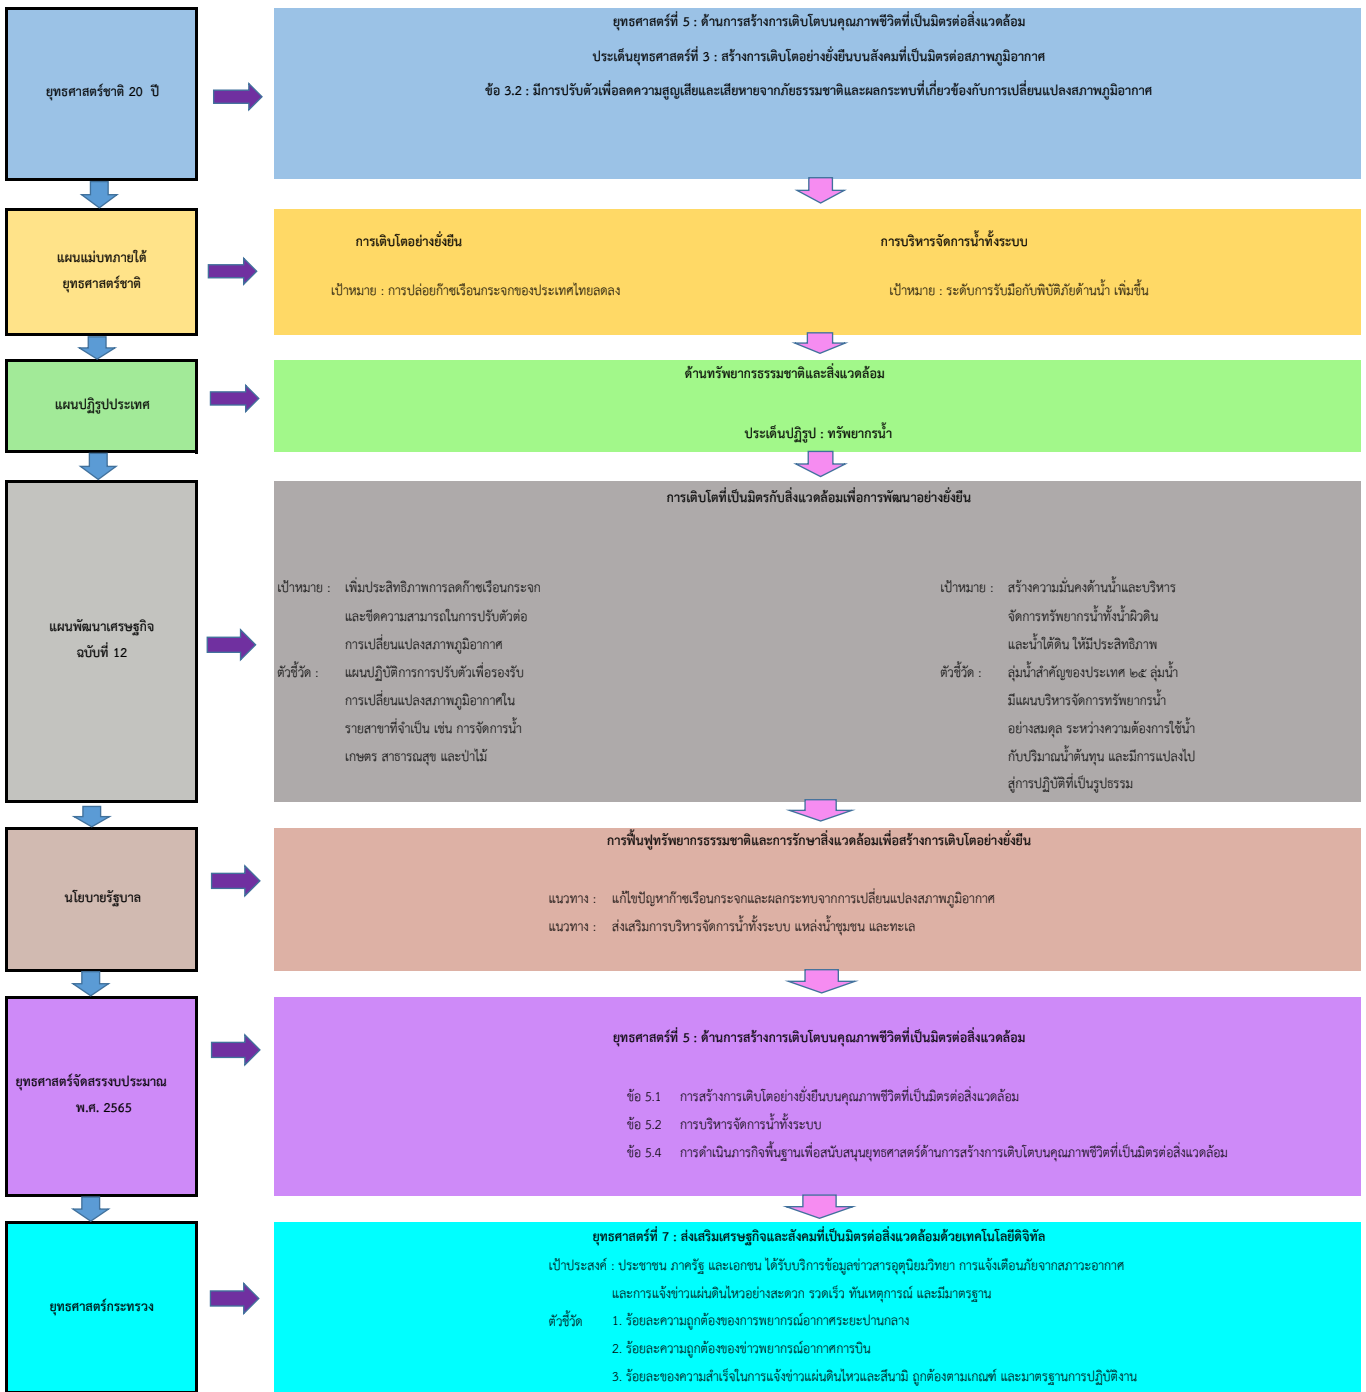 ยุทธศาสตร์ชาติ 20 ปี
ยุทธศาสตร์ที่ 5 : ด้านการสร้างการเติบโตบนคุณภาพชีวิตที่เป็นมิตรต่อสิ่งแวดล้อม
ประเด็นยุทธศาสตร์ที่ 3 : สร้างการเติบโตอย่างยั่งยืนบนสังคมที่เป็นมิตรต่อสภาพภูมิอากาศ
ข้อ 3.2 : มีการปรับตัวเพื่อลดความสูญเสียและเสียหายจากภัยธรรมชาติและผลกระทบที่เกี่ยวข้องกับการเปลี่ยนแปลงสภาพภูมิอากาศ
แผนแม่บทภายใต้
ยุทธศาสตร์ชาติ
การเติบโตอย่างยั่งยืน
เป้าหมาย : การปล่อยก๊าซเรือนกระจกของประเทศไทยลดลง
การบริหารจัดการน้ำทั้งระบบ
เป้าหมาย : ระดับการรับมือกับพิบัติภัยด้านน้ำ เพิ่มขึ้น
แผนปฏิรูปประเทศ
ด้านทรัพยากรธรรมชาติและสิ่งแวดล้อม
ประเด็นปฏิรูป : ทรัพยากรน้ำ
แผนพัฒนาเศรษฐกิจ
ฉบับที่ 12
การเติบโตที่เป็นมิตรกับสิ่งแวดล้อมเพื่อการพัฒนาอย่างยั่งยืน
เป้าหมาย : เพิ่มประสิทธิภาพการลดก๊าซเรือนกระจก
และขีดความสามารถในการปรับตัวต่อ
การเปลี่ยนแปลงสภาพภูมิอากาศ
ตัวชี้วัด : แผนปฏิบัติการการปรับตัวเพื่อรองรับ
การเปลี่ยนแปลงสภาพภูมิอากาศใน
รายสาขาที่จำเป็น เช่น การจัดการน้ำ
เกษตร สาธารณสุข และป่าไม้
เป้าหมาย : สร้างความมั่นคงด้านน้ำและบริหาร
จัดการทรัพยากรน้ำทั้งน้ำผิวดิน
และน้ำใต้ดิน ให้มีประสิทธิภาพ
ตัวชี้วัด : ลุ่มน้ำสำคัญของประเทศ ๒๕ ลุ่มน้ำ
มีแผนบริหารจัดการทรัพยากรน้ำ
อย่างสมดุล ระหว่างความต้องการใช้น้ำ
กับปริมาณน้ำต้นทุน และมีการแปลงไป
สู่การปฏิบัติที่เป็นรูปธรรม
นโยบายรัฐบาล
การฟื้นฟูทรัพยากรธรรมชาติและการรักษาสิ่งแวดล้อมเพื่อสร้างการเติบโตอย่างยั่งยืน
แนวทาง : แก้ไขปัญหาก๊าซเรือนกระจกและผลกระทบจากการเปลี่ยนแปลงสภาพภูมิอากาศ
แนวทาง : ส่งเสริมการบริหารจัดการน้ำทั้งระบบ แหล่งน้ำชุมชน และทะเล
ยุทธศาสตร์จัดสรรงบประมาณ
พ.ศ. 2565
ยุทธศาสตร์ที่ 5 : ด้านการสร้างการเติบโตบนคุณภาพชีวิตที่เป็นมิตรต่อสิ่งแวดล้อม
ข้อ 5.1 การสร้างการเติบโตอย่างยั่งยืนบนคุณภาพชีวิตที่เป็นมิตรต่อสิ่งแวดล้อม
ข้อ 5.2 การบริหารจัดการน้ำทั้งระบบ
ข้อ 5.4 การดำเนินภารกิจพื้นฐานเพื่อสนับสนุนยุทธศาสตร์ด้านการสร้างการเติบโตบนคุณภาพชีวิตที่เป็นมิตรต่อสิ่งแวดล้อม
ยุทธศาสตร์กระทรวง
ยุทธศาสตร์ที่ 7 : ส่งเสริมเศรษฐกิจและสังคมที่เป็นมิตรต่อสิ่งแวดล้อมด้วยเทคโนโลยีดิจิทัล
เป้าประสงค์ : ประชาชน ภาครัฐ และเอกชน ได้รับบริการข้อมูลข่าวสารอุตุนิยมวิทยา การแจ้งเตือนภัยจากสภาวะอากาศ
และการแจ้งข่าวแผ่นดินไหวอย่างสะดวก รวดเร็ว ทันเหตุการณ์ และมีมาตรฐาน
ตัวชี้วัด 1. ร้อยละความถูกต้องของการพยากรณ์อากาศระยะปานกลาง
2. ร้อยละความถูกต้องของข่าวพยากรณ์อากาศการบิน
3. ร้อยละของความสำเร็จในการแจ้งข่าวแผ่นดินไหวและสึนามิ ถูกต้องตามเกณฑ์ และมาตรฐานการปฏิบัติงาน